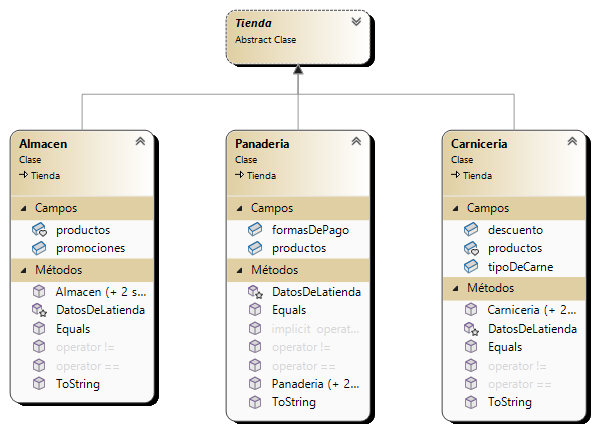 Tienda
Abstract Clase
Almacen
Clase
Tienda
Campos
productos
promociones
Métodos
Almacen (+ 2 s...
DatosDeLatienda
Equals
operator !=
operator ==
ToString
Panaderia
Clase
Tienda
Campos
formasDePago
productos
Métodos
DatosDeLatienda
Equals
implicit operat...
operator !=
operator ==
Panaderia (+ 2...
ToString
Carniceria
Clase
Tienda
Campos
descuento
productos
tipoDeCarne
Métodos
Carniceria (+ 2...
DatosDeLatienda
Equals
operator !=
operator ==
ToString